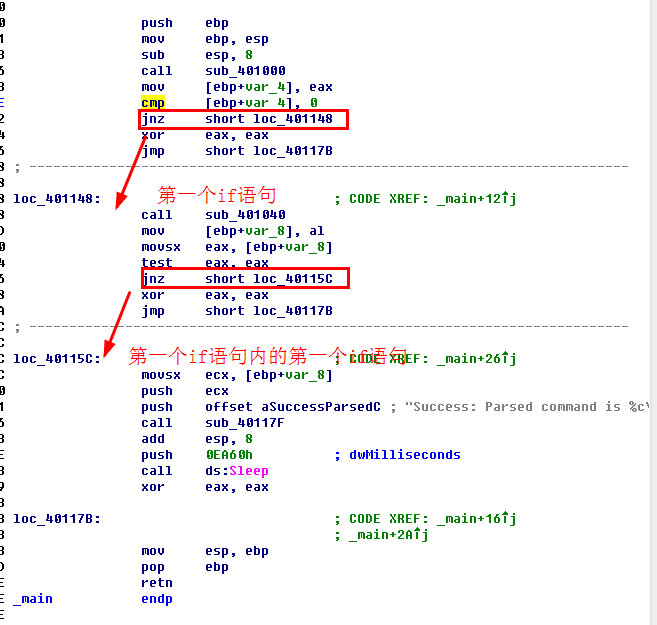 push ebp
mov ebp, esp
sub esp, 8
call sub_401000
mov [ebp+var_4], eax
cmp [ebp+var_4], 0
jnz short loc_401148
xor eax, eax
jmp short loc_40117B
; ---------------------------------------------------------------------------
第一个if语句
loc_401148: ; CODE XREF: _main+12↑j
call sub_401040
mov [ebp+var_8], al
movsx eax, [ebp+var_8]
test eax, eax
jnz short loc_40115C
xor eax, eax
jmp short loc_40117B
; ---------------------------------------------------------------------------
第一个if语句内的第一个if语句
loc_40115C: ; CODE XREF: _main+26↑j
movsx ecx, [ebp+var_8]
push ecx
push offset aSuccessParsedC ; "Success: Parsed command is %c\
call sub_40117F
add esp, 8
push 0EA60h ; dwMilliseconds
call ds:Sleep
xor eax, eax
loc_40117B: ; CODE XREF: _main+16↑j
; _main+2A↑j
mov esp, ebp
pop ebp
retn
_main endp